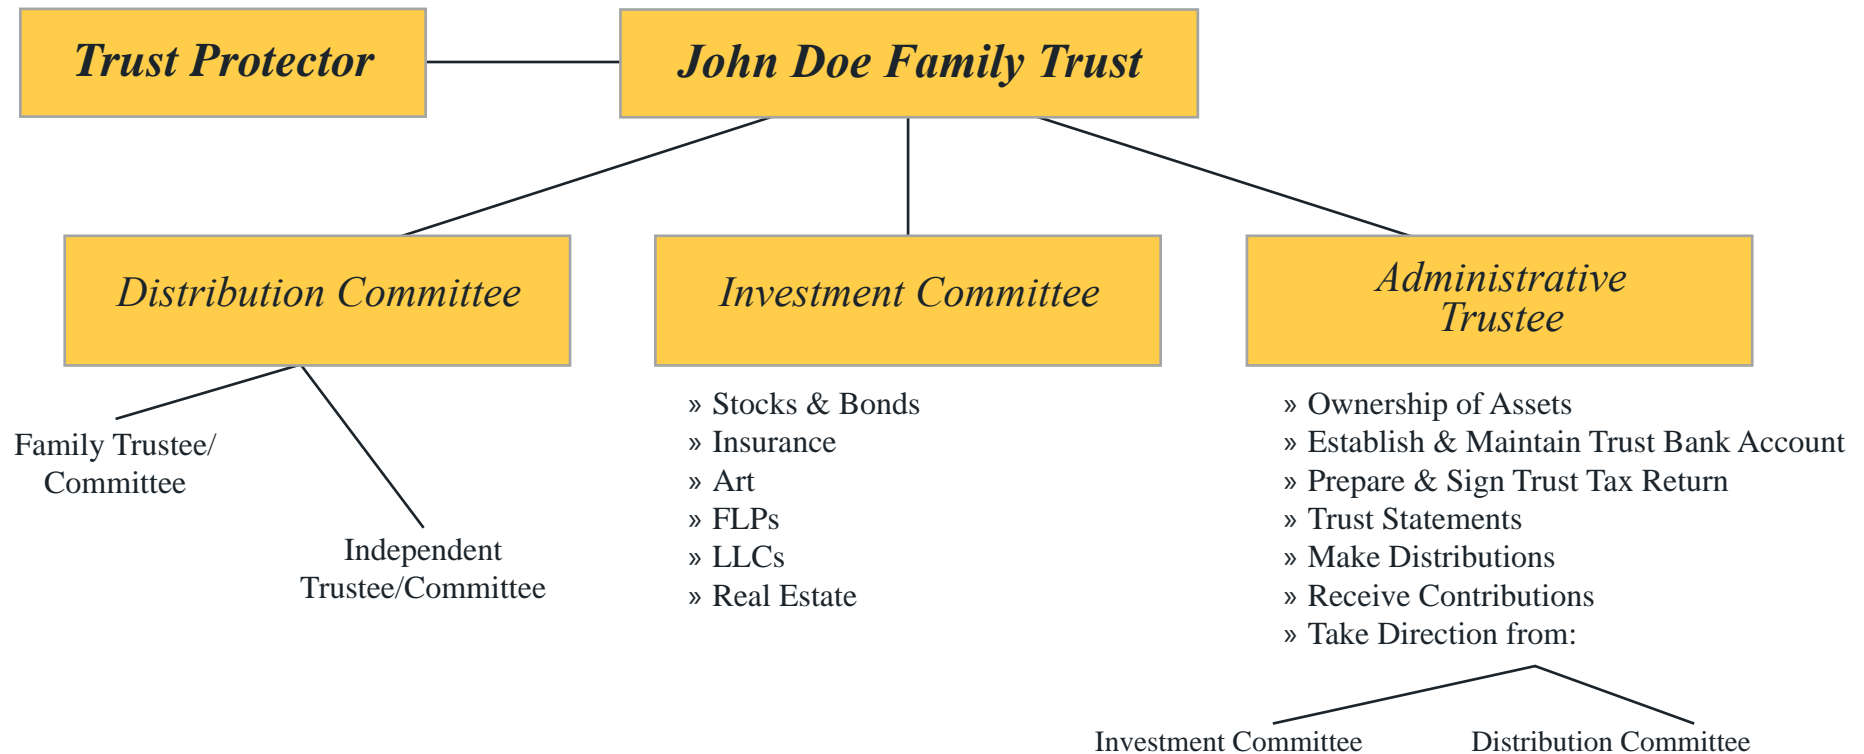 Trust Protector
John Doe Family Trust
Distribution Committee
Investment Committee
Administrative
Trustee
Family Trustee/
Committee
Independent
Trustee/Committee
» Stocks & Bonds
» Insurance
» Art
» FLPs
» LLCs
» Real Estate
» Ownership of Assets
» Establish & Maintain Trust Bank Account
» Prepare & Sign Trust Tax Return
» Trust Statements
» Make Distributions
» Receive Contributions
» Take Direction from:
Investment Committee
Distribution Committee